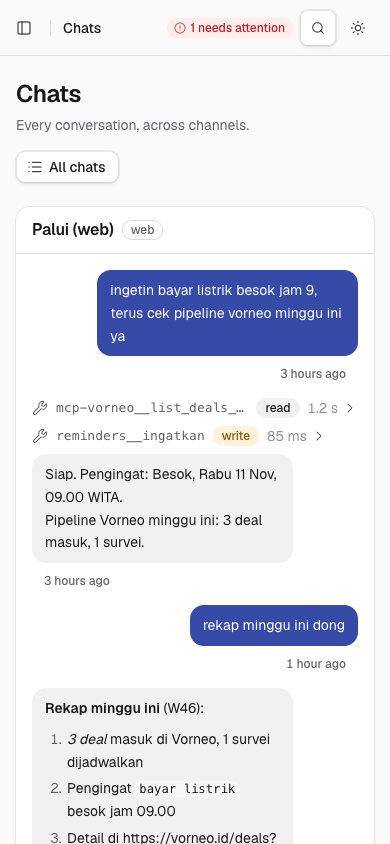 Chats
1 needs attention
Chats
Every conversation, across channels.
All chats
Palui (web)
web
ingetin bayar listrik besok jam 9,
terus cek pipeline vorneo minggu ini
ya
3 hours ago
mcp-vorneo__list_deals_…
read
1.2 s
reminders__ingatkan
write
85 ms
Siap. Pengingat: Besok, Rabu 11 Nov,
09.00 WITA.
Pipeline Vorneo minggu ini: 3 deal
masuk, 1 survei.
3 hours ago
rekap minggu ini dong
1 hour ago
Rekap minggu ini (W46):
1. 3 deal masuk di Vorneo, 1 survei
dijadwalkan
2. Pengingat bayar listrik
besok jam 09.00
3. Detail di https://vorneo.id/deals?